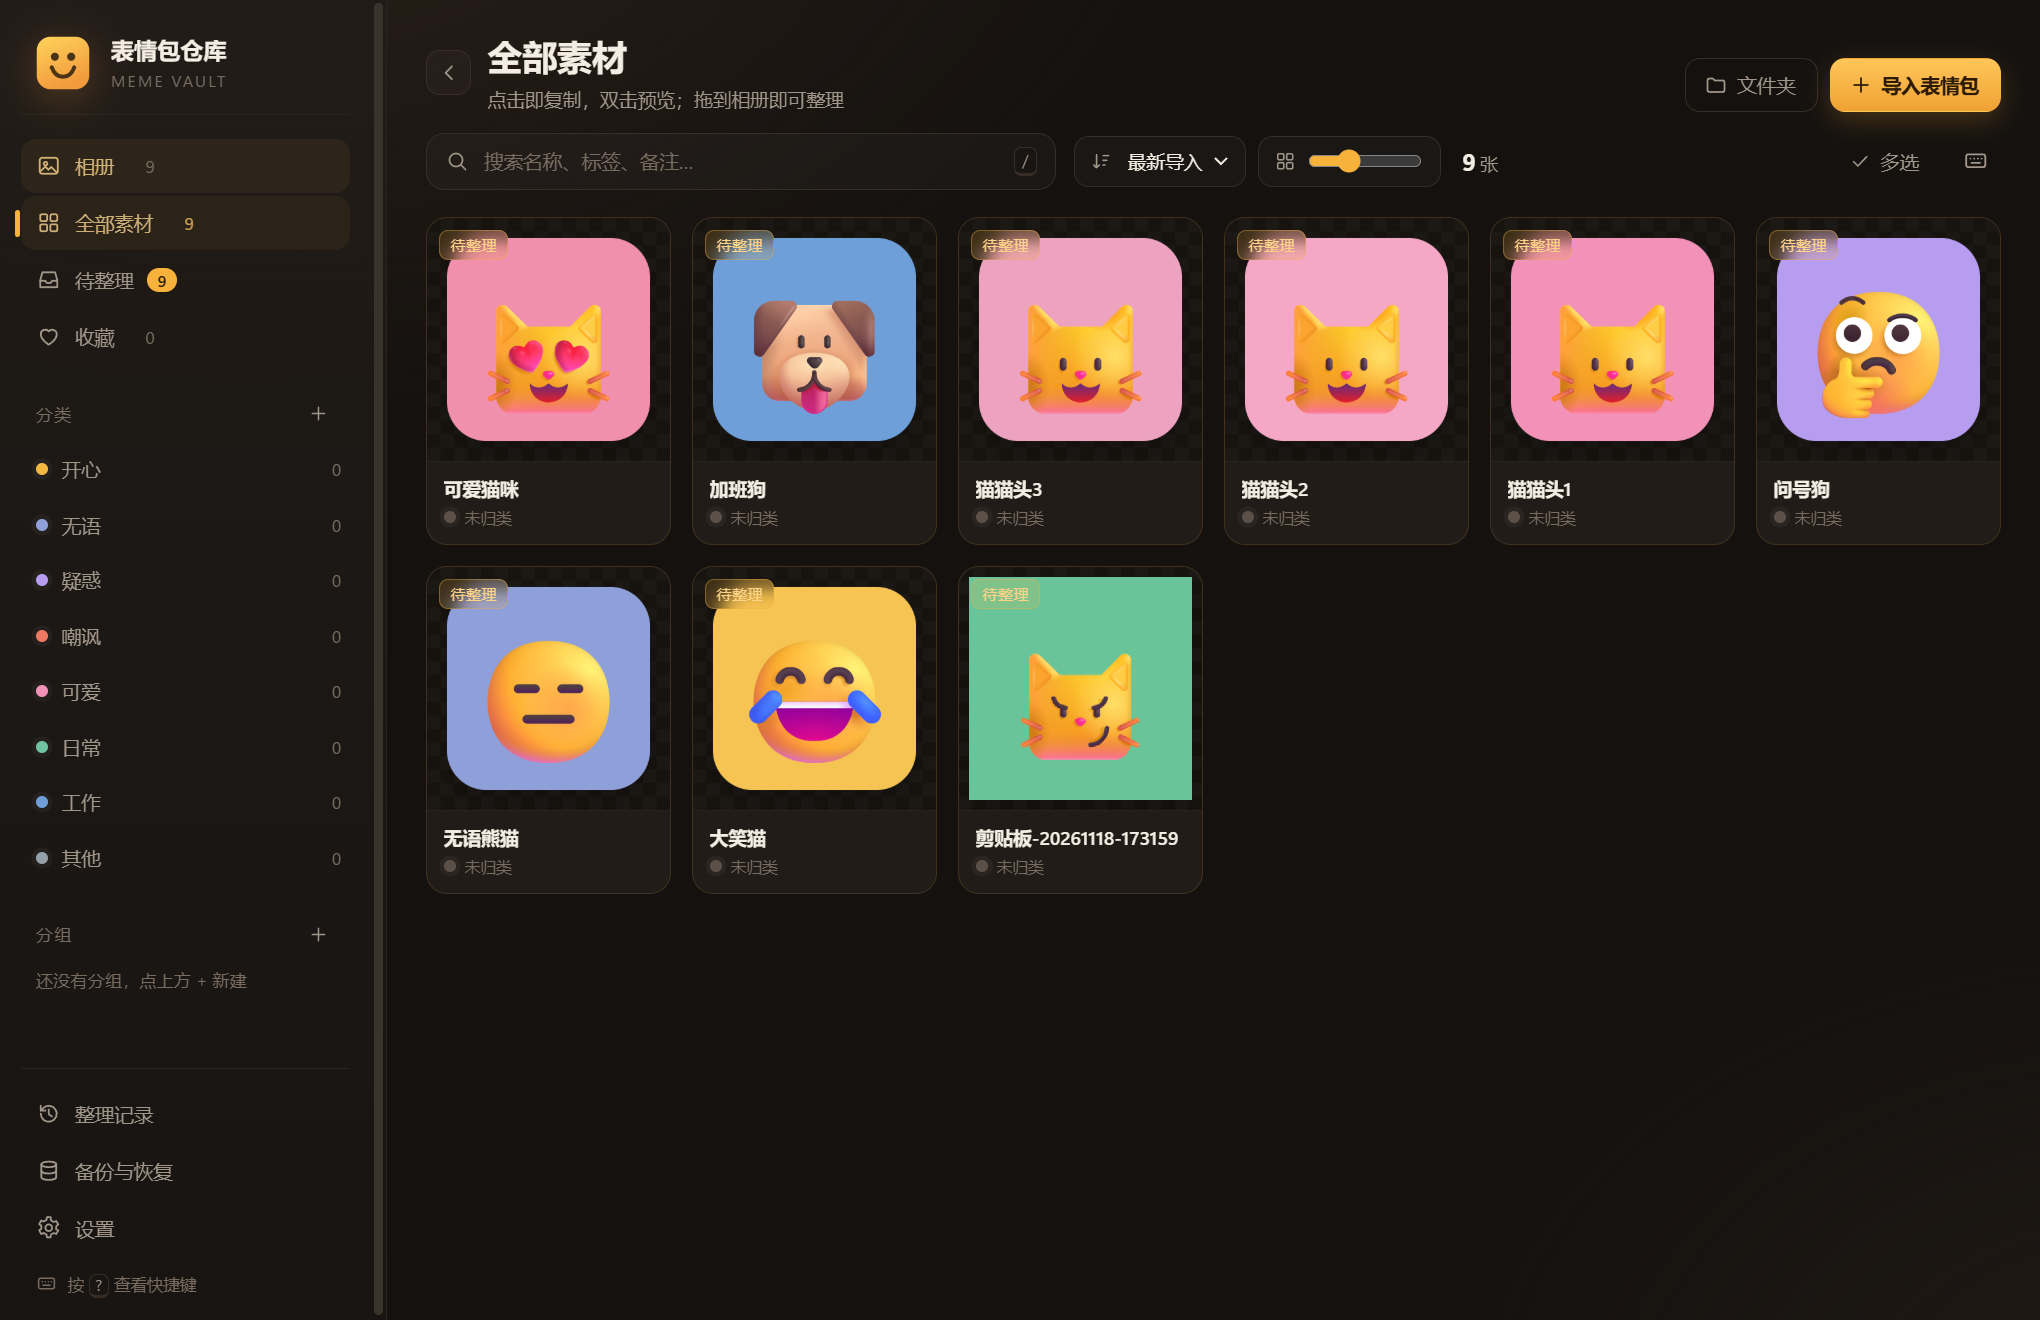 表情包仓库
MEME VAULT
相册 9
全部素材 9
待整理 9
收藏 0
分类 +
开心 0
无语 0
疑惑 0
嘲讽 0
可爱 0
日常 0
工作 0
其他 0
分组 +
还没有分组，点上方 + 新建
整理记录
备份与恢复
设置
按 ? 查看快捷键
全部素材
点击即复制，双击预览；拖到相册即可整理
文件夹
+ 导入表情包
搜索名称、标签、备注... /
最新导入
9 张
多选
待整理
可爱猫咪
未归类
待整理
加班狗
未归类
待整理
猫猫头3
未归类
待整理
猫猫头2
未归类
待整理
猫猫头1
未归类
待整理
问号狗
未归类
待整理
无语熊猫
未归类
待整理
大笑猫
未归类
待整理
剪贴板-20261118-173159
未归类